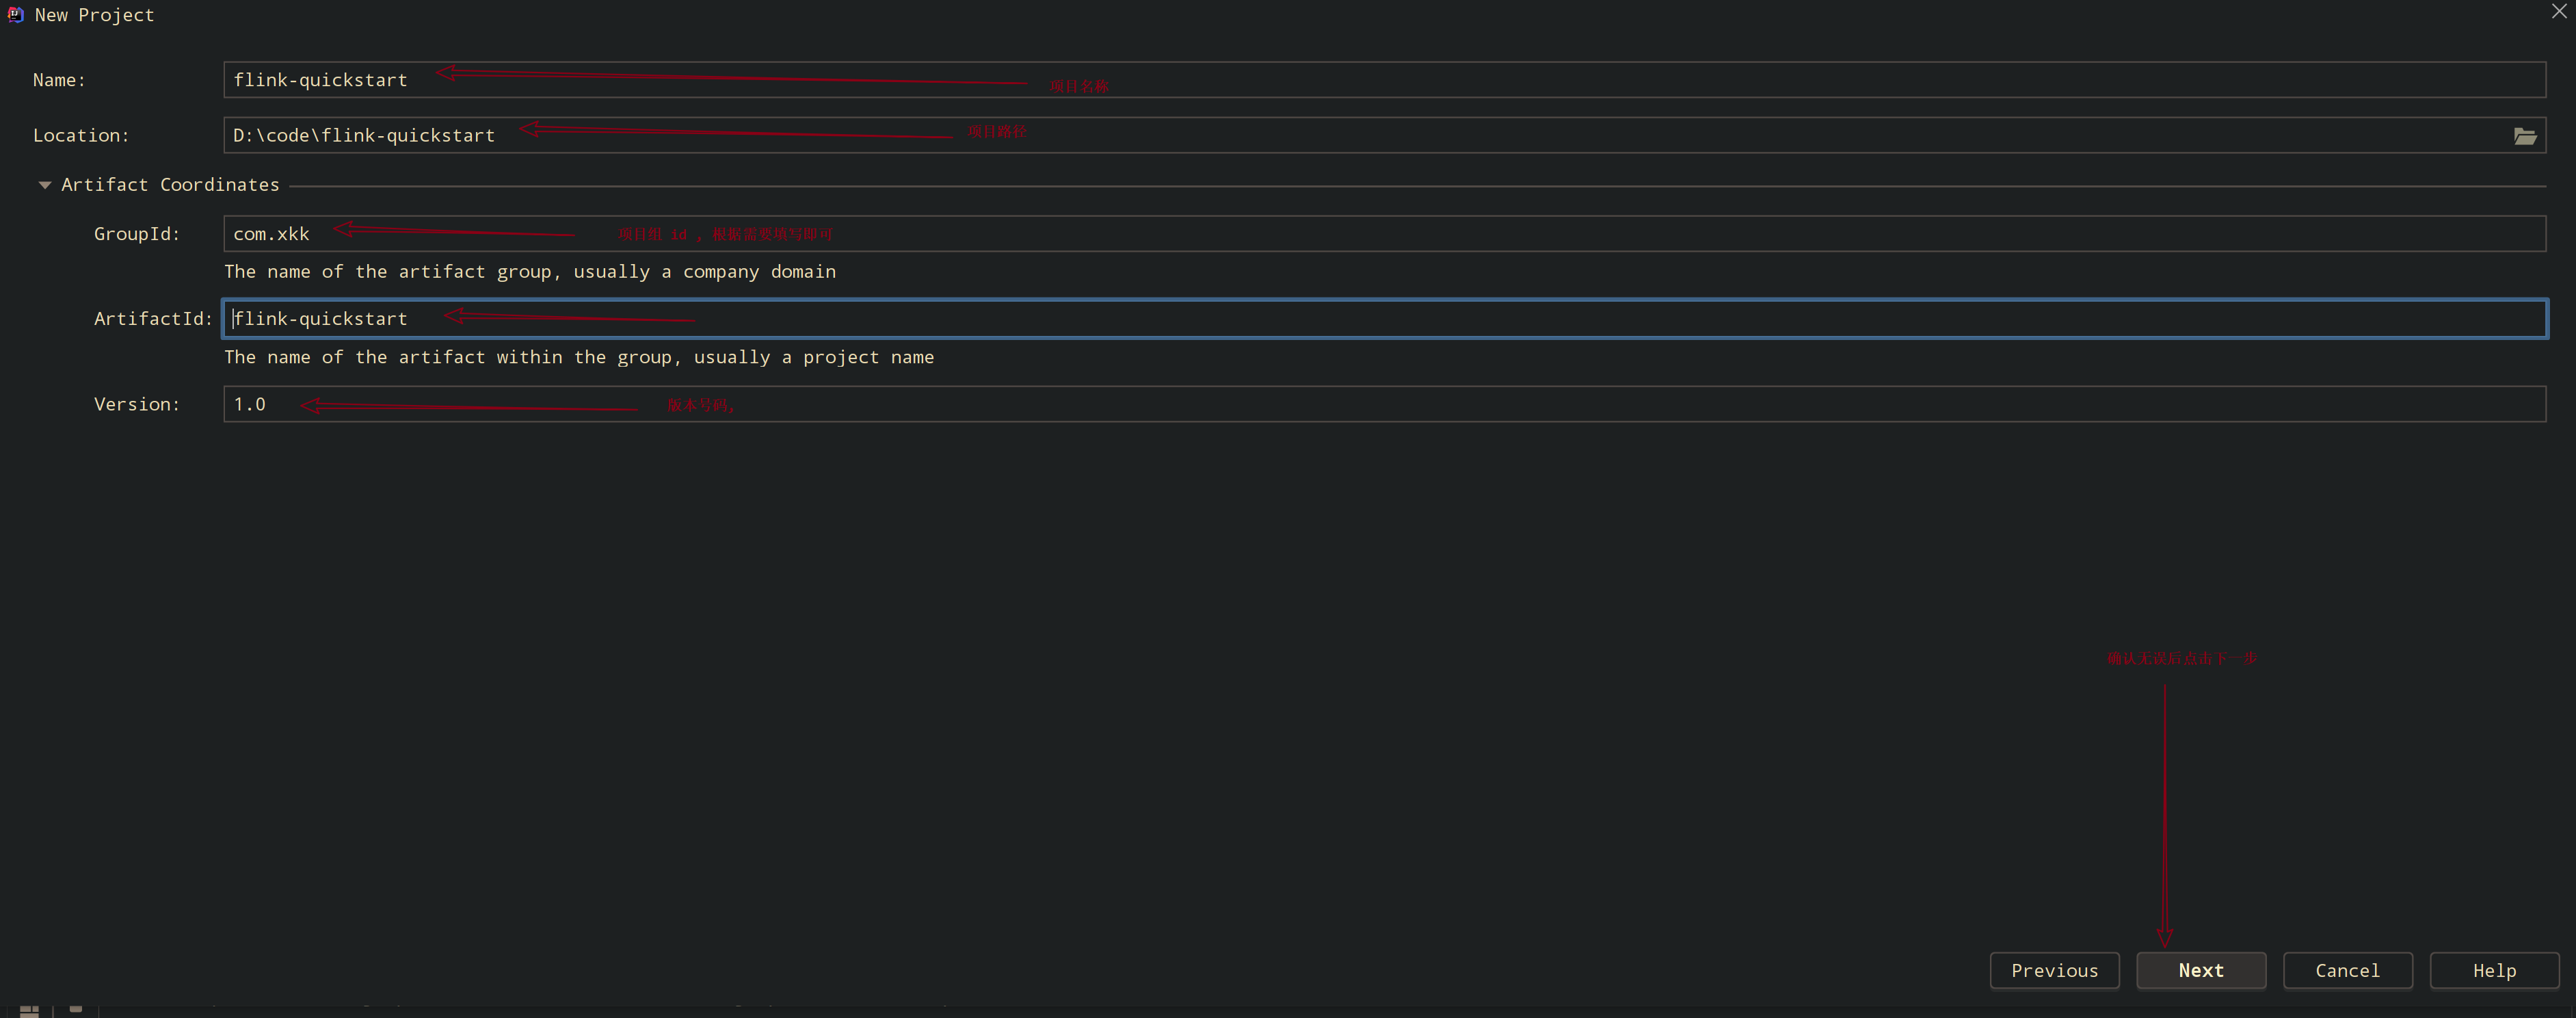 New Project
Name: flink-quickstart 项目名称
Location: D:\code\flink-quickstart 项目路径
Artifact Coordinates
GroupId: com.xkk 项目组 id , 根据需要填写即可
The name of the artifact group, usually a company domain
ArtifactId: flink-quickstart
The name of the artifact within the group, usually a project name
Version: 1.0 版本号码,
确认无误后点击下一步
Previous Next Cancel Help